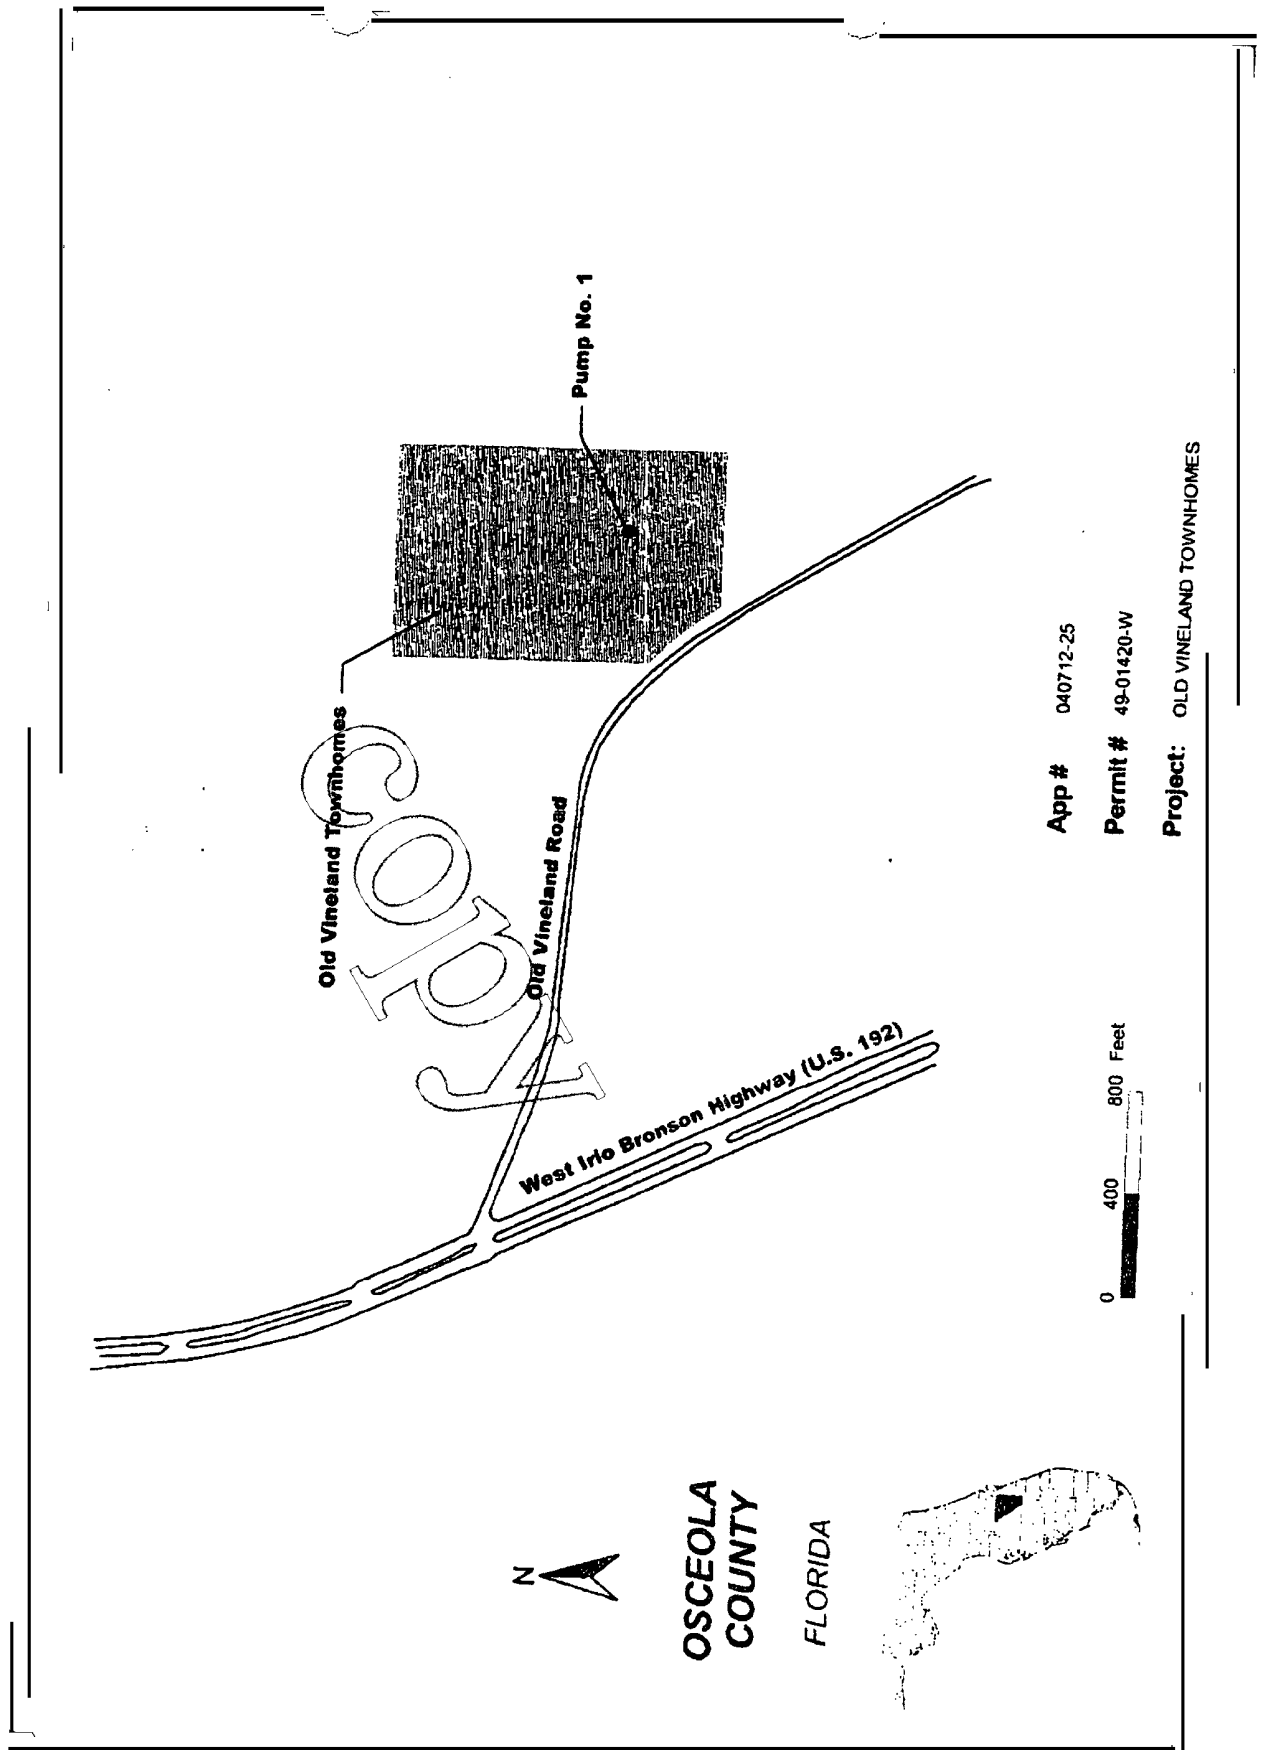 Pump No. 1
Old Vineland Townhomes
Old Vineland Road
West Irlo Bronson Highway (U.S. 192)
copy
N
OSCEOLA
COUNTY
FLORIDA
0 400 800 Feet
App # 040712-25
Permit # 49-01420-W
Project: OLD VINELAND TOWNHOMES